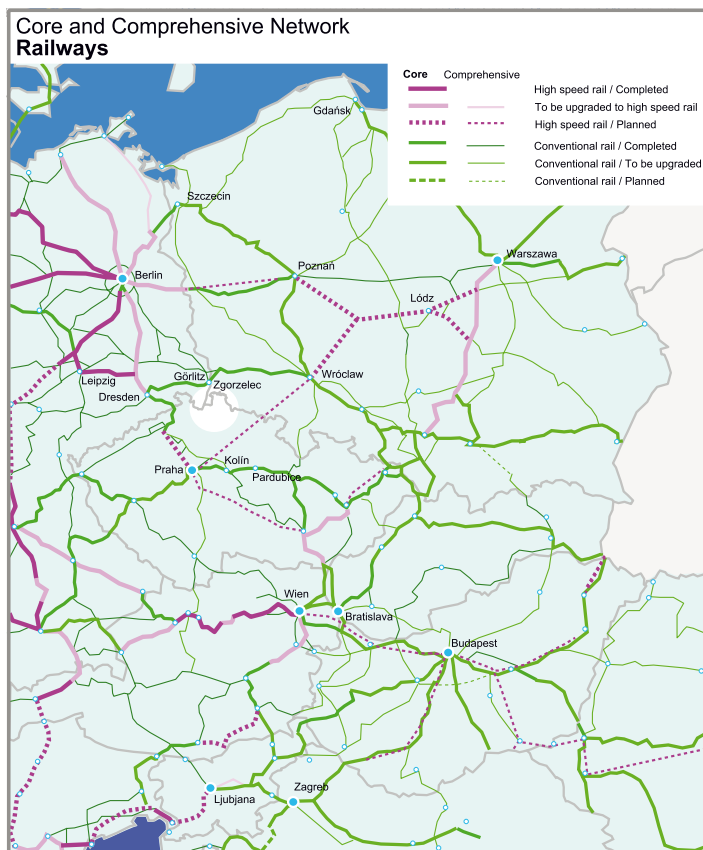 Core and Comprehensive Network
Railways
Core Comprehensive
High speed rail / Completed
To be upgraded to high speed rail
High speed rail / Planned
Conventional rail / Completed
Conventional rail / To be upgraded
Conventional rail / Planned
Gdańsk
Szczecin
Warszawa
Berlin
Poznań
Lódz
Görlitz
Zgorzelec
Wróclaw
Leipzig
Dresden
Praha
Kolín
Pardubice
Wien
Bratislava
Budapest
Ljubjana
Zagreb